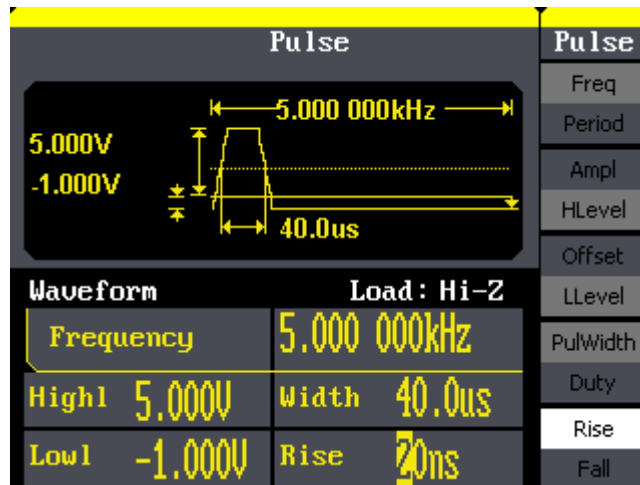 Pulse
5.000 000kHz
5.000V
-1.000V
40.0us
Waveform Load: Hi-Z
Frequency 5.000 000kHz
Highl 5.000V Width 40.0us
Lowl -1.000V Rise 20ns
Pulse
Freq
Period
Ampl
HLevel
Offset
LLevel
PulWidth
Duty
Rise
Fall